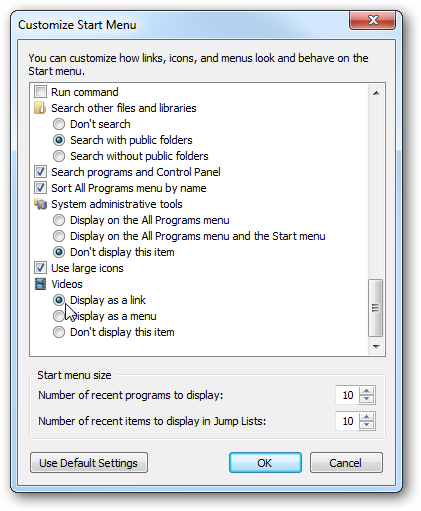 Customize Start Menu
You can customize how links, icons, and menus look and behave on the
Start menu.
Run command
Search other files and libraries
Don't search
Search with public folders
Search without public folders
Search programs and Control Panel
Sort All Programs menu by name
System administrative tools
Display on the All Programs menu
Display on the All Programs menu and the Start menu
Don't display this item
Use large icons
Videos
Display as a link
Display as a menu
Don't display this item
Start menu size
Number of recent programs to display: 10
Number of recent items to display in Jump Lists: 10
Use Default Settings OK Cancel